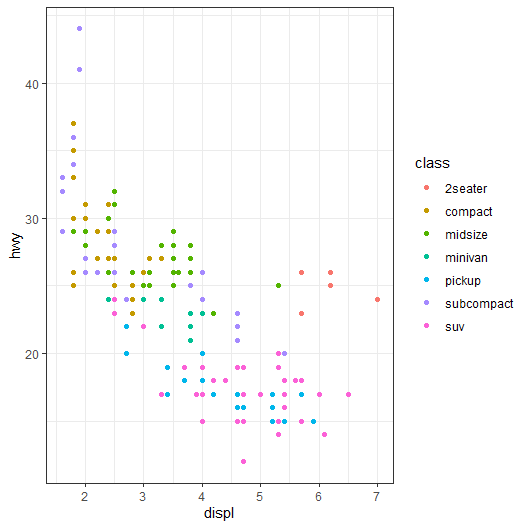 40
30
20
hwy
2 3 4 5 6 7
displ
class
2seater
compact
midsize
minivan
pickup
subcompact
suv